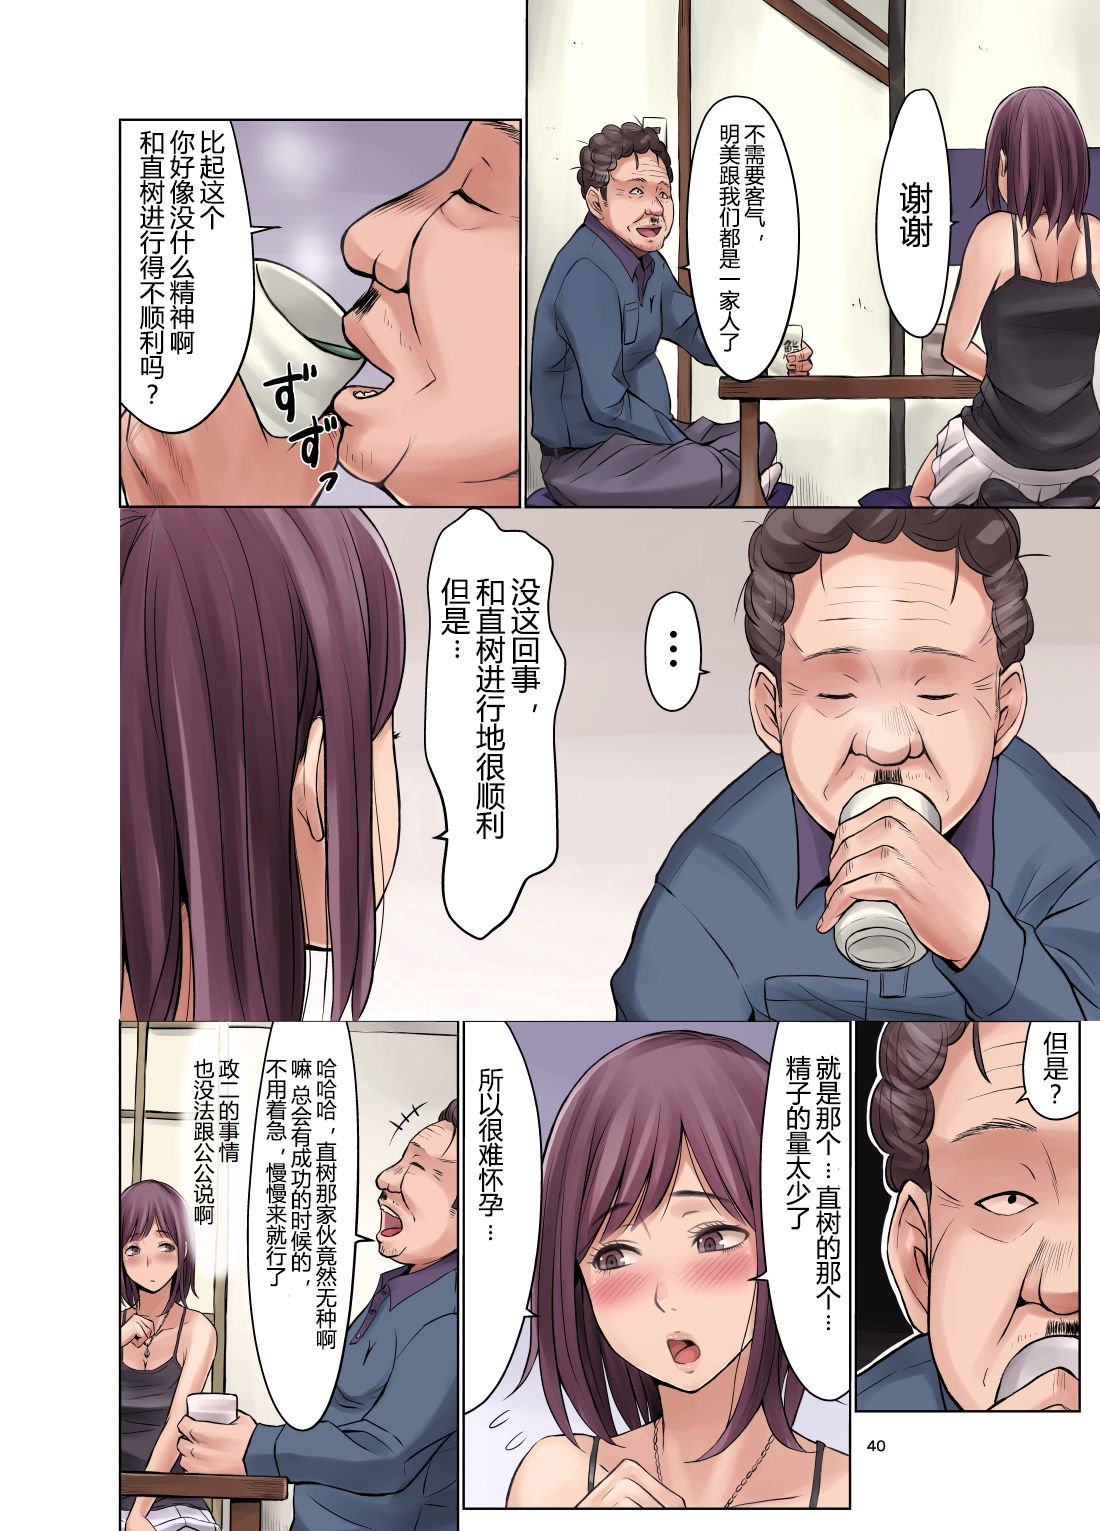 谢谢
不需要客气，
明美跟我们都是一家人了
鮨
比起这个
你好像没什么精神啊
和直树进行得不顺利吗？
ず
ずずっ
…
没这回事，
和直树进行地很顺利
但是…
但是？
就是那个…直树的那个…
精子的量太少了
所以很难怀孕…
哈哈哈，直树那家伙竟然无种啊
嘛总会有成功的时候的，
不用着急，慢慢来就行了
政二的事情
也没法跟公公说啊
40